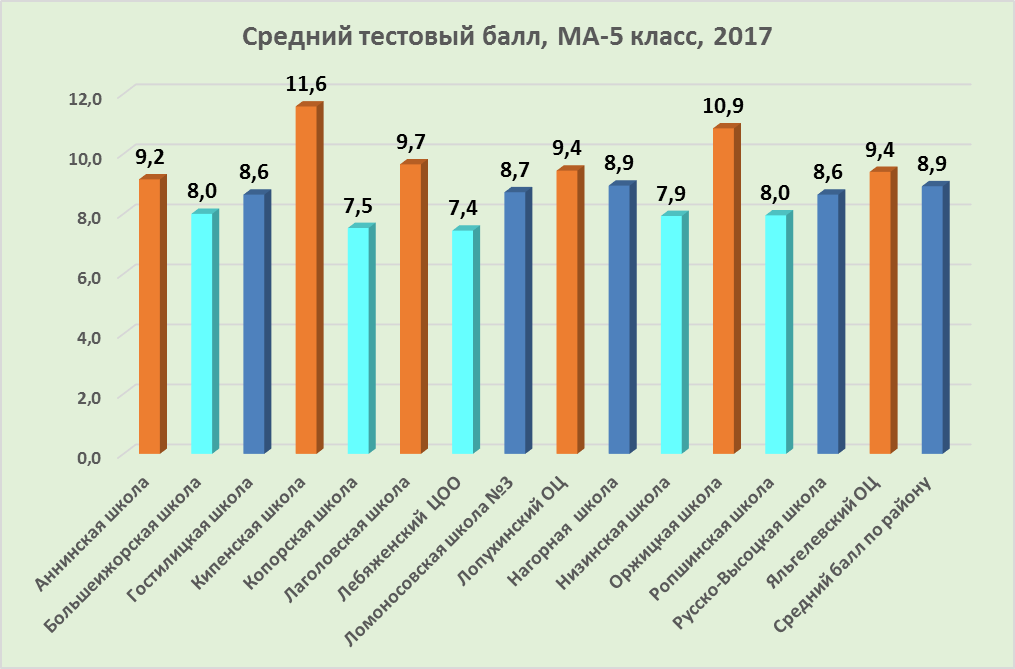 Средний тестовый балл, МА-5 класс, 2017
12,0
10,0
8,0
6,0
4,0
2,0
0,0
9,2
8,0
8,6
11,6
7,5
9,7
7,4
8,7
9,4
8,9
7,9
10,9
8,0
8,6
9,4
8,9
Аннинская школа
Большеижорская школа
Гостилицкая школа
Кипенская школа
Копорская школа
Лаголовская школа
Лебяженский ЦОО
Ломоносовская школа №3
Лопухинский ОЦ
Нагорная школа
Низинская школа
Оржицкая школа
Ропшинская школа
Русско-Высоцкая школа
Яльгелевский ОЦ
Средний балл по району